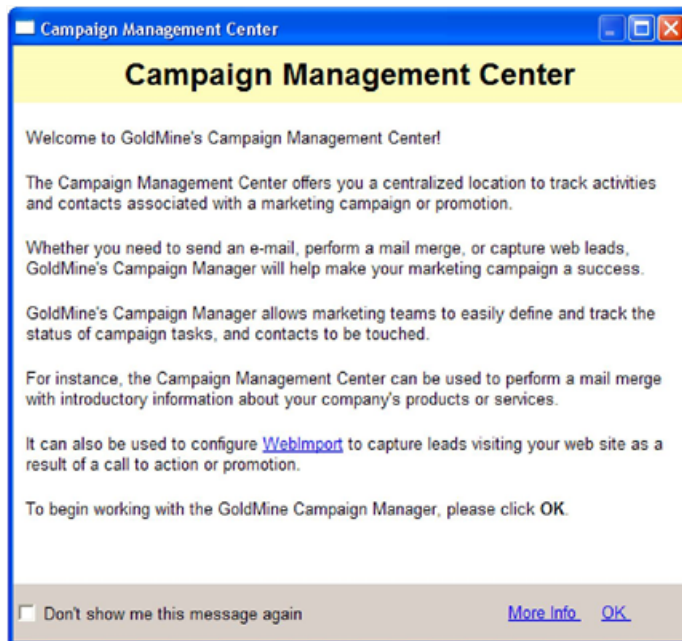 Campaign Management Center
Campaign Management Center
Welcome to GoldMine's Campaign Management Center!
The Campaign Management Center offers you a centralized location to track activities
and contacts associated with a marketing campaign or promotion.
Whether you need to send an e-mail, perform a mail merge, or capture web leads,
GoldMine's Campaign Manager will help make your marketing campaign a success.
GoldMine's Campaign Manager allows marketing teams to easily define and track the
status of campaign tasks, and contacts to be touched.
For instance, the Campaign Management Center can be used to perform a mail merge
with introductory information about your company's products or services.
It can also be used to configure WebImport to capture leads visiting your web site as a
result of a call to action or promotion.
To begin working with the GoldMine Campaign Manager, please click OK.
Don't show me this message again More Info OK